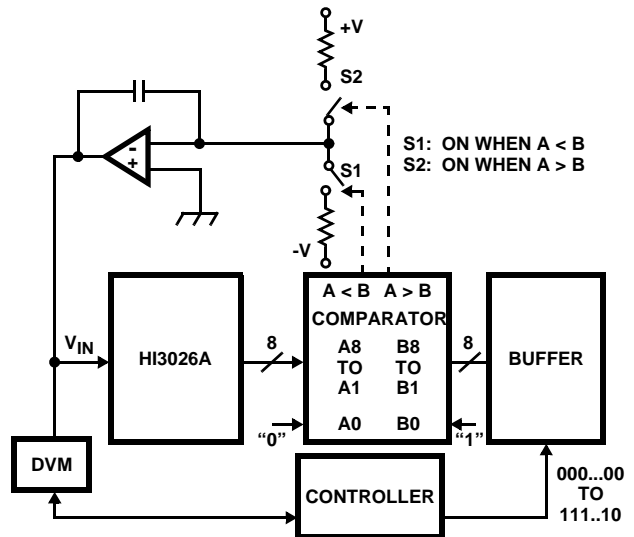 +V
S2
-
+
S1: ON WHEN A < B
S2: ON WHEN A > B
S1
-V
A < B A > B
COMPARATOR
VIN
HI3026A
8
A8 B8
TO TO
A1 B1
8
BUFFER
"0"
A0 B0
"1"
DVM
CONTROLLER
000...00
TO
111..10